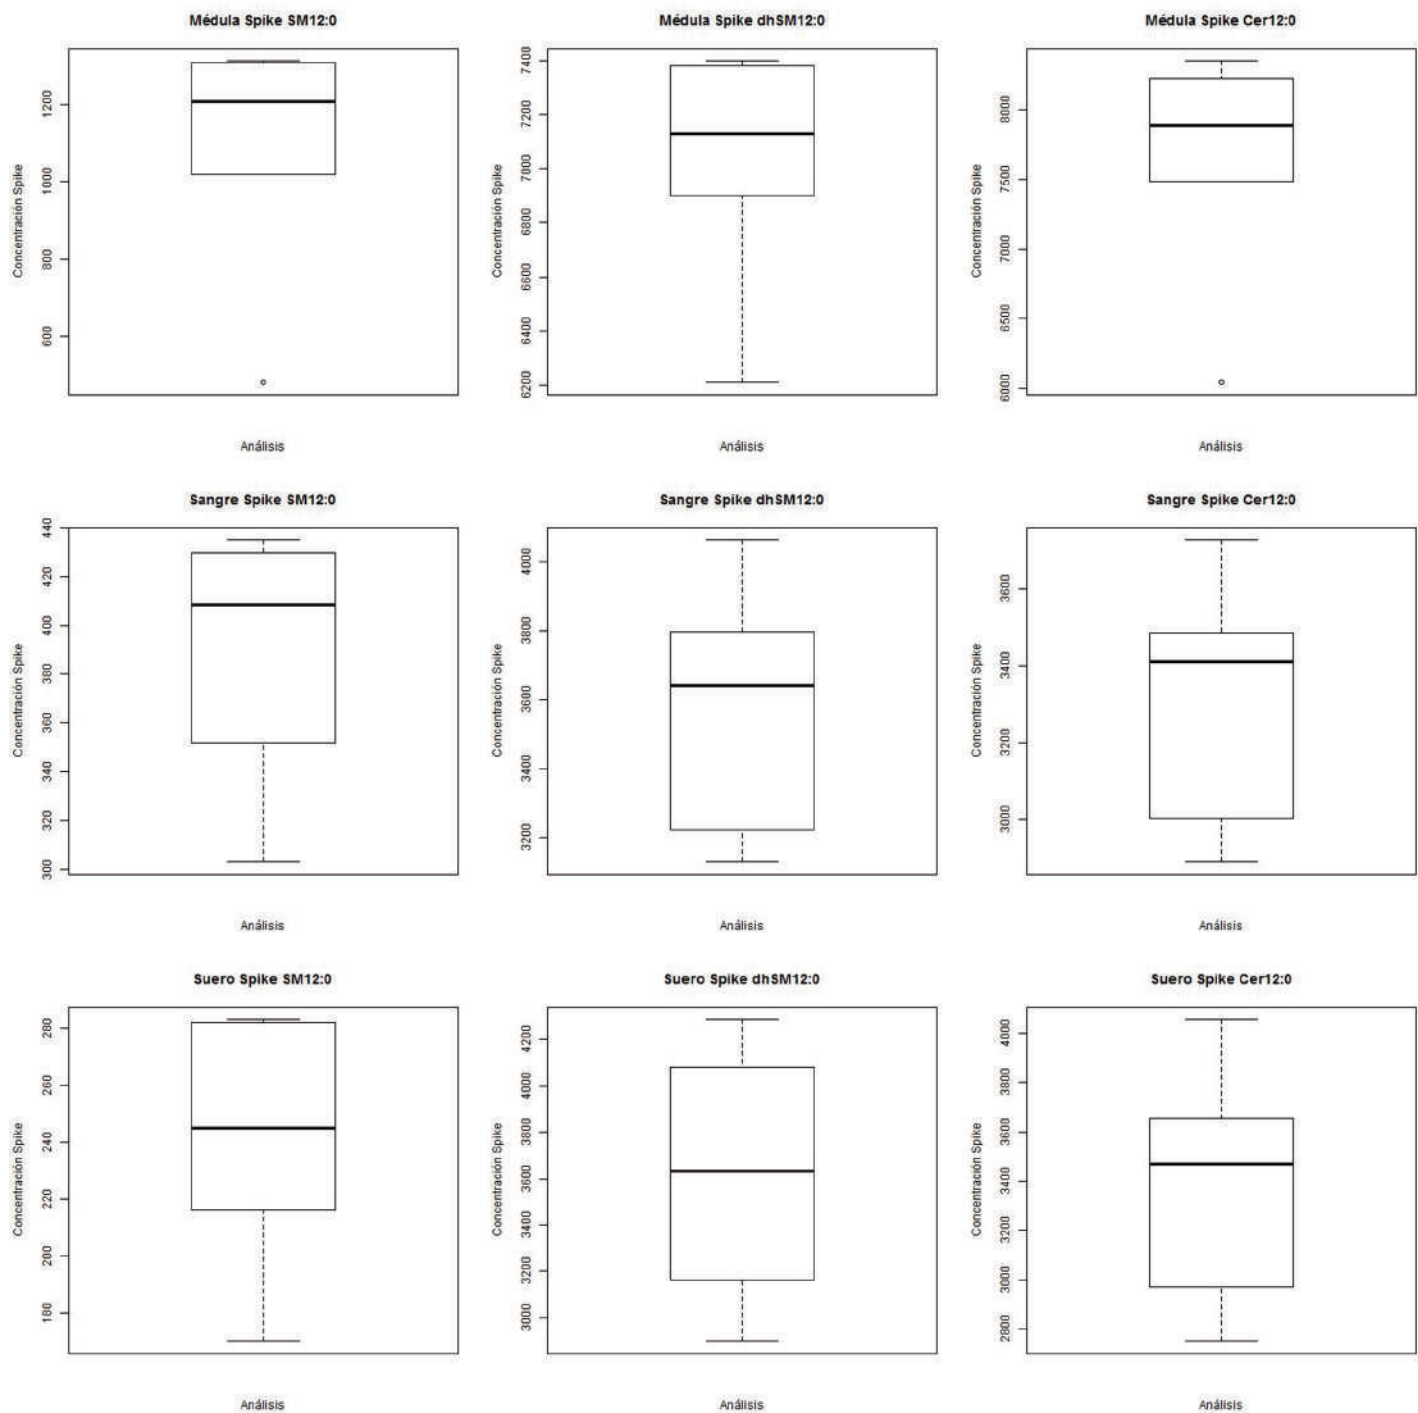 Médula Spike SM12:0
Médula Spike dhSM12:0
Médula Spike Cer12:0
Concentración Spike
600
800
1000
1200
Análisis
Concentración Spike
6200
6400
6600
6800
7000
7200
7400
Análisis
Concentración Spike
6000
6500
7000
7500
8000
Análisis
Sangre Spike SM12:0
Sangre Spike dhSM12:0
Sangre Spike Cer12:0
Concentración Spike
300
320
340
360
380
400
420
440
Análisis
Concentración Spike
3200
3400
3600
3800
4000
Análisis
Concentración Spike
3000
3200
3400
3600
Análisis
Suero Spike SM12:0
Suero Spike dhSM12:0
Suero Spike Cer12:0
Concentración Spike
180
200
220
240
260
280
Análisis
Concentración Spike
3000
3200
3400
3600
3800
4000
4200
Análisis
Concentración Spike
2800
3000
3200
3400
3600
3800
4000
Análisis